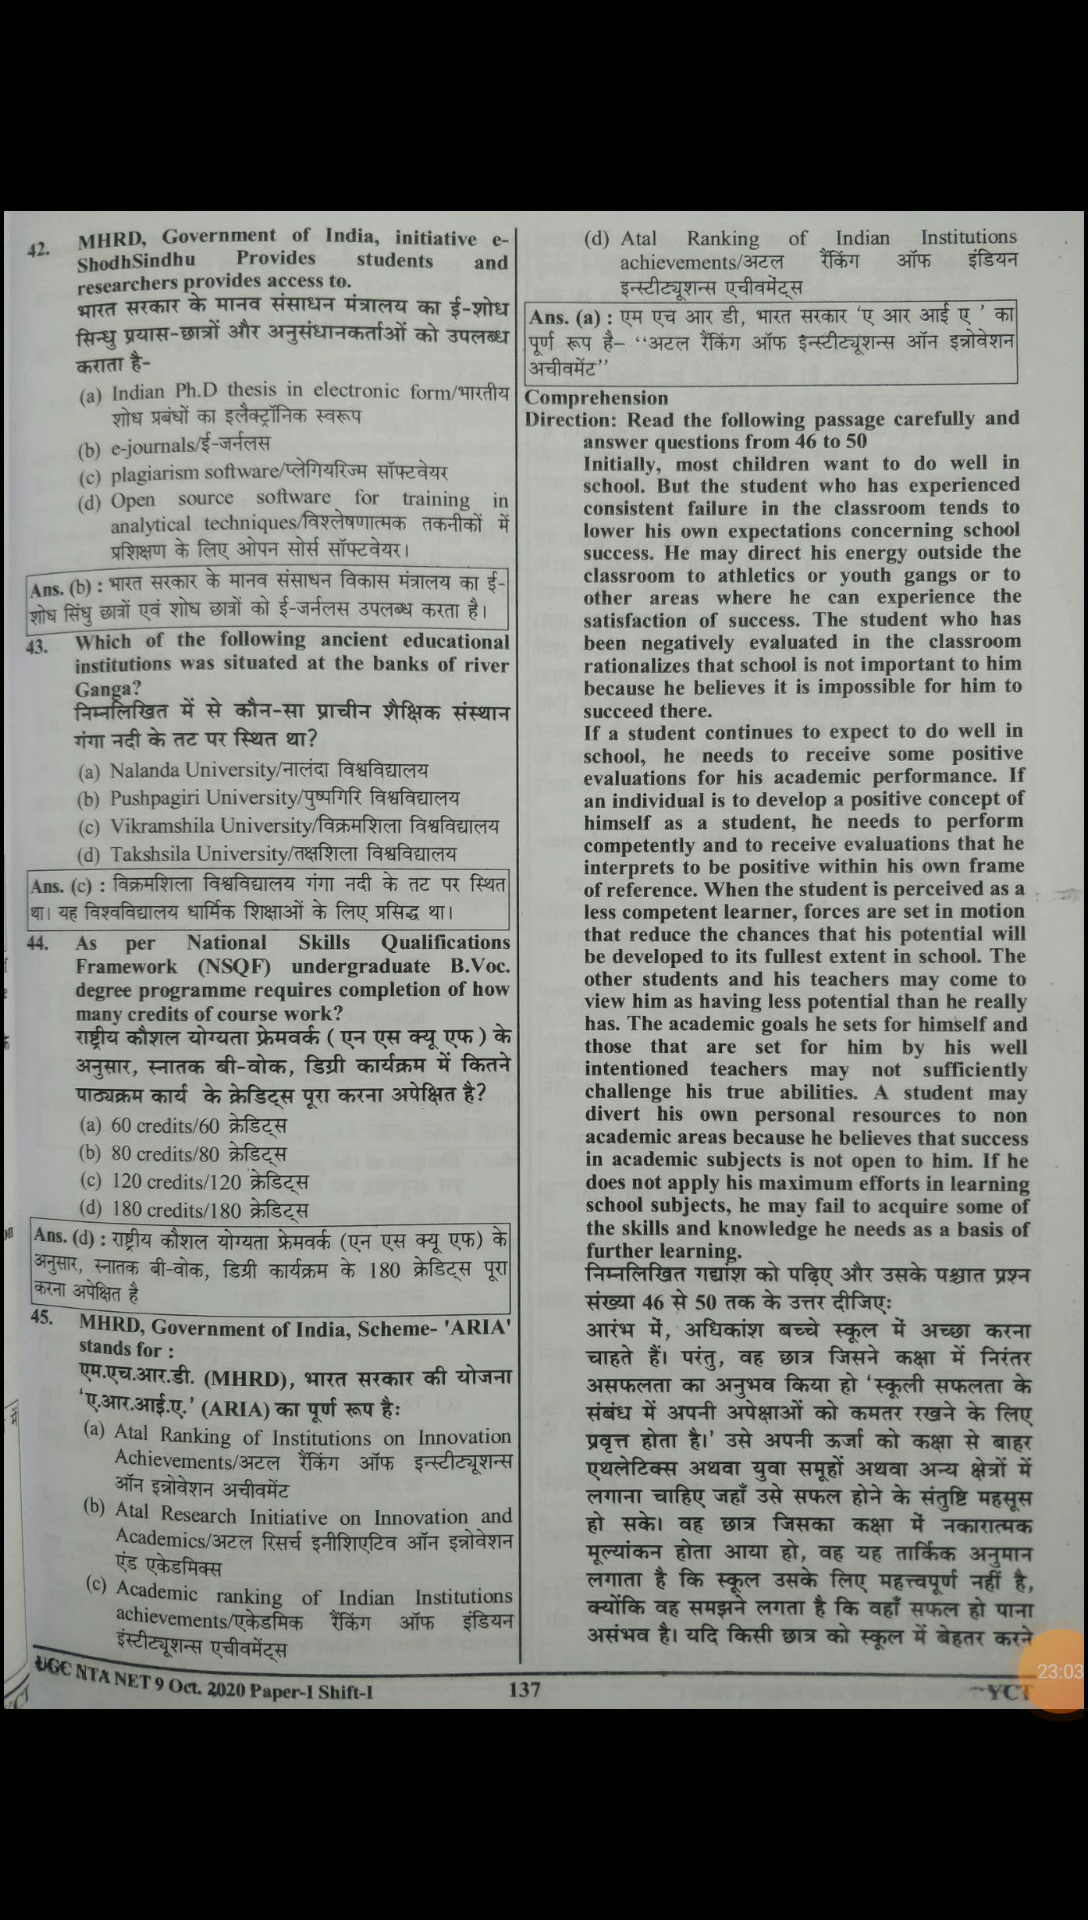 42. MHRD, Government of India, initiative e-
ShodhSindhu Provides students and
researchers provides access to.
भारत सरकार के मानव संसाधन मंत्रालय का ई-शोध
सिन्धु प्रयास-छात्रों और अनुसंधानकर्ताओं को उपलब्ध
कराता है-
(a) Indian Ph.D thesis in electronic form/भारतीय
शोध प्रबंधों का इलैक्ट्रॉनिक स्वरूप
(b) e-journals/ई-जर्नलस
(c) plagiarism software/प्लेगियरिज्म सॉफ्टवेयर
(d) Open source software for training in
analytical techniques/विश्लेषणात्मक तकनीकों में
प्रशिक्षण के लिए ओपन सोर्स सॉफ्टवेयर।
Ans. (b) : भारत सरकार के मानव संसाधन विकास मंत्रालय का ई-
शोध सिंधु छात्रों एवं शोध छात्रों को ई-जर्नलस उपलब्ध करता है।
43. Which of the following ancient educational
institutions was situated at the banks of river
Ganga?
निम्नलिखित में से कौन-सा प्राचीन शैक्षिक संस्थान
गंगा नदी के तट पर स्थित था?
(a) Nalanda University/नालंदा विश्वविद्यालय
(b) Pushpagiri University/पुष्पगिरि विश्वविद्यालय
(c) Vikramshila University/विक्रमशिला विश्वविद्यालय
(d) Takshsila University/तक्षशिला विश्वविद्यालय
Ans. (c) : विक्रमशिला विश्वविद्यालय गंगा नदी के तट पर स्थित
था। यह विश्वविद्यालय धार्मिक शिक्षाओं के लिए प्रसिद्ध था।
44. As per National Skills Qualifications
Framework (NSQF) undergraduate B.Voc.
degree programme requires completion of how
many credits of course work?
राष्ट्रीय कौशल योग्यता फ्रेमवर्क ( एन एस क्यू एफ ) के
अनुसार, स्नातक बी-वोक, डिग्री कार्यक्रम में कितने
पाठ्यक्रम कार्य के क्रेडिट्स पूरा करना अपेक्षित है?
(a) 60 credits/60 क्रेडिट्स
(b) 80 credits/80 क्रेडिट्स
(c) 120 credits/120 क्रेडिट्स
(d) 180 credits/180 क्रेडिट्स
Ans. (d) : राष्ट्रीय कौशल योग्यता फ्रेमवर्क (एन एस क्यू एफ) के
अनुसार, स्नातक बी-वोक, डिग्री कार्यक्रम के 180 क्रेडिट्स पूरा
करना अपेक्षित है
45. MHRD, Government of India, Scheme- 'ARIA'
stands for :
एम.एच.आर.डी. (MHRD), भारत सरकार की योजना
'ए.आर.आई.ए.' (ARIA) का पूर्ण रूप हैः
(a) Atal Ranking of Institutions on Innovation
Achievements/अटल रैंकिंग ऑफ इन्स्टीट्यूशन्स
ऑन इन्नोवेशन अचीवमेंट
(b) Atal Research Initiative on Innovation and
Academics/अटल रिसर्च इनीशिएटिव ऑन इन्नोवेशन
एंड एकेडमिक्स
(c) Academic ranking of Indian Institutions
achievements/एकेडमिक रैंकिंग ऑफ इंडियन
इंस्टीट्यूशन्स एचीवमेंट्स
(d) Atal Ranking of Indian Institutions
achievements/अटल रैंकिंग ऑफ इंडियन
इन्स्टीट्यूशन्स एचीवमेंट्स
Ans. (a) : एम एच आर डी, भारत सरकार 'ए आर आई ए ' का
पूर्ण रूप है– "अटल रैंकिंग ऑफ इन्स्टीट्यूशन्स ऑन इन्नोवेशन
अचीवमेंट"
Comprehension
Direction: Read the following passage carefully and
answer questions from 46 to 50
Initially, most children want to do well in
school. But the student who has experienced
consistent failure in the classroom tends to
lower his own expectations concerning school
success. He may direct his energy outside the
classroom to athletics or youth gangs or to
other areas where he can experience the
satisfaction of success. The student who has
been negatively evaluated in the classroom
rationalizes that school is not important to him
because he believes it is impossible for him to
succeed there.
If a student continues to expect to do well in
school, he needs to receive some positive
evaluations for his academic performance. If
an individual is to develop a positive concept of
himself as a student, he needs to perform
competently and to receive evaluations that he
interprets to be positive within his own frame
of reference. When the student is perceived as a
less competent learner, forces are set in motion
that reduce the chances that his potential will
be developed to its fullest extent in school. The
other students and his teachers may come to
view him as having less potential than he really
has. The academic goals he sets for himself and
those that are set for him by his well
intentioned teachers may not sufficiently
challenge his true abilities. A student may
divert his own personal resources to non
academic areas because he believes that success
in academic subjects is not open to him. If he
does not apply his maximum efforts in learning
school subjects, he may fail to acquire some of
the skills and knowledge he needs as a basis of
further learning.
निम्नलिखित गद्यांश को पढ़िए और उसके पश्चात प्रश्न
संख्या 46 से 50 तक के उत्तर दीजिएः
आरंभ में, अधिकांश बच्चे स्कूल में अच्छा करना
चाहते हैं। परंतु, वह छात्र जिसने कक्षा में निरंतर
असफलता का अनुभव किया हो 'स्कूली सफलता के
संबंध में अपनी अपेक्षाओं को कमतर रखने के लिए
प्रवृत्त होता है।' उसे अपनी ऊर्जा को कक्षा से बाहर
एथलेटिक्स अथवा युवा समूहों अथवा अन्य क्षेत्रों में
लगाना चाहिए जहाँ उसे सफल होने के संतुष्टि महसूस
हो सके। वह छात्र जिसका कक्षा में नकारात्मक
मूल्यांकन होता आया हो, वह यह तार्किक अनुमान
लगाता है कि स्कूल उसके लिए महत्त्वपूर्ण नहीं है,
क्योंकि वह समझने लगता है कि वहाँ सफल हो पाना
असंभव है। यदि किसी छात्र को स्कूल में बेहतर करने
23:03
UGC NTA NET 9 Oct. 2020 Paper-I Shift-I
137
YCT